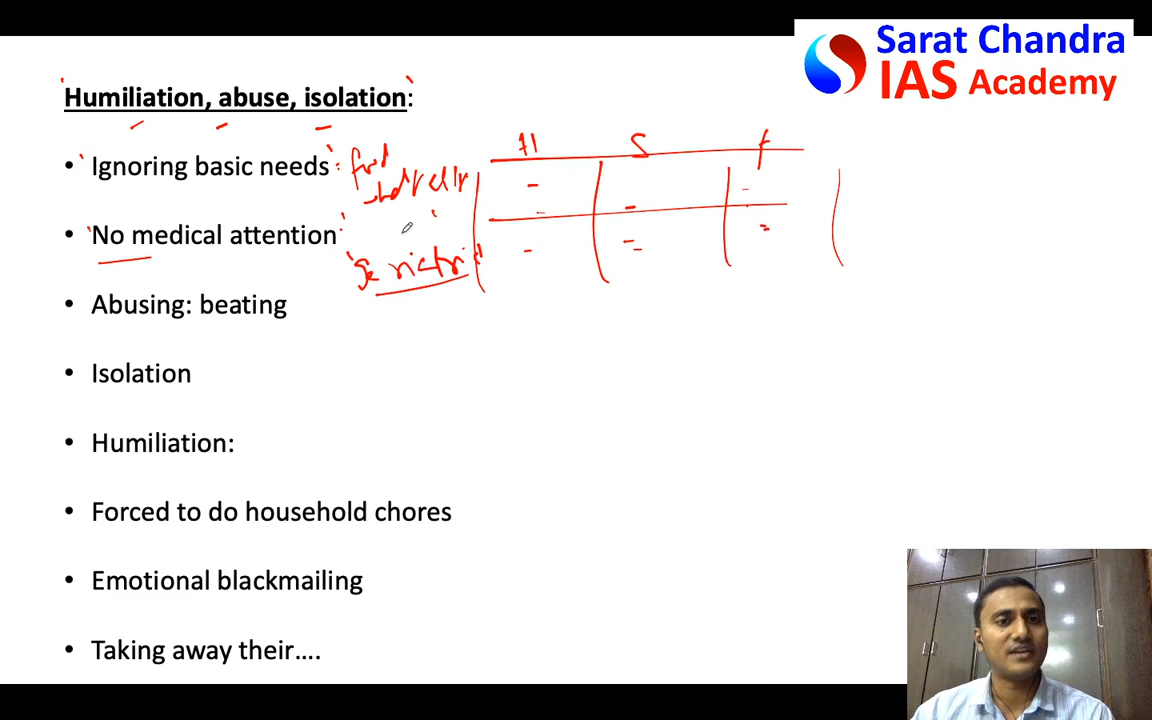 Sarat Chandra
IAS Academy
Humiliation, abuse, isolation:
• Ignoring basic needs
• No medical attention
• Abusing: beating
• Isolation
• Humiliation:
• Forced to do household chores
• Emotional blackmailing
• Taking away their....